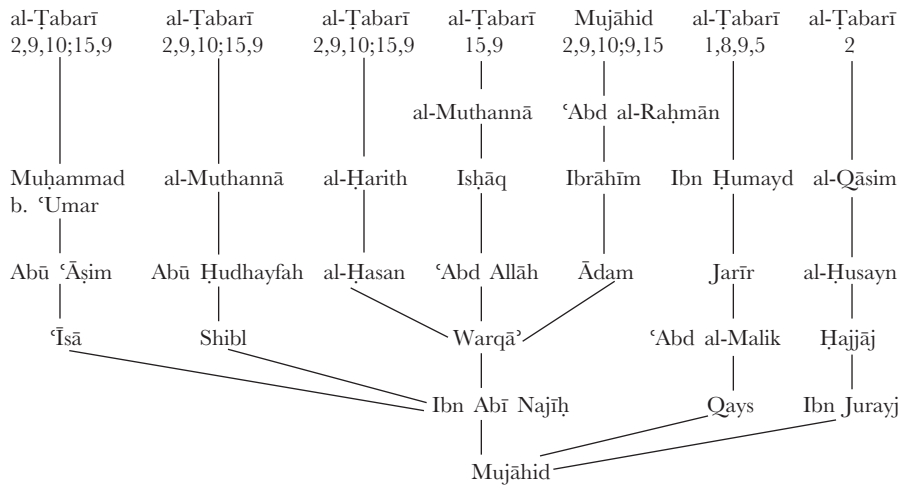 al-Ṭabarī al-Ṭabarī al-Ṭabarī al-Ṭabarī Mujāhid al-Ṭabarī al-Ṭabarī
2,9,10;15,9 2,9,10;15,9 2,9,10;15,9 15,9 2,9,10;9,15 1,8,9,5 2
al-Muthannā ʿAbd al-Raḥmān
Muḥammad al-Muthannā al-Ḥarith Isḥāq Ibrāhīm Ibn Ḥumayd al-Qāsim
b. ʿUmar
Abū ʿĀṣim Abū Ḥudhayfah al-Ḥasan ʿAbd Allāh Ādam Jarīr al-Ḥusayn
ʿĪsā Shibl Warqāʾ ʿAbd al-Malik Ḥajjāj
Ibn Abī Najīḥ Qays Ibn Jurayj
Mujāhid